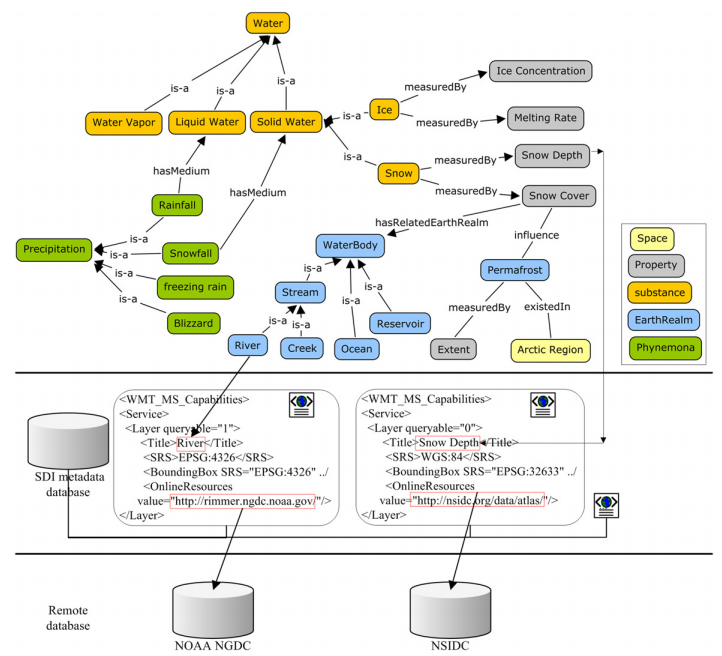 Water
is-a
is-a
is-a
Water Vapor
Liquid Water
Solid Water
is-a
Ice
measuredBy
Ice Concentration
measuredBy
Melting Rate
is-a
Snow
measuredBy
Snow Depth
measuredBy
Snow Cover
hasMedium
hasMedium
Rainfall
is-a
Precipitation
is-a
Snowfall
is-a
freezing rain
is-a
Blizzard
hasRelatedEarthRealm
influence
WaterBody
is-a
Stream
is-a
is-a
Reservoir
is-a
is-a
River
Creek
Ocean
Permafrost
measuredBy
existedIn
Extent
Arctic Region
Space
Property
substance
EarthRealm
Phynemona
SDI metadata
database
<WMT_MS_Capabilities>
<Service>
<Layer queryable="1">
<Title>River</Title>
<SRS>EPSG:4326</SRS>
<BoundingBox SRS="EPSG:4326" ../
<OnlineResources
value="http://rimmer.ngdc.noaa.gov/"/>
</Layer>
<WMT_MS_Capabilities>
<Service>
<Layer queryable="0">
<Title>Snow Depth</Title>
<SRS>WGS:84</SRS>
<BoundingBox SRS="EPSG:32633" ../
<OnlineResources
value="http://nsidc.org/data/atlas/"/>
</Layer>
Remote
database
NOAA NGDC
NSIDC